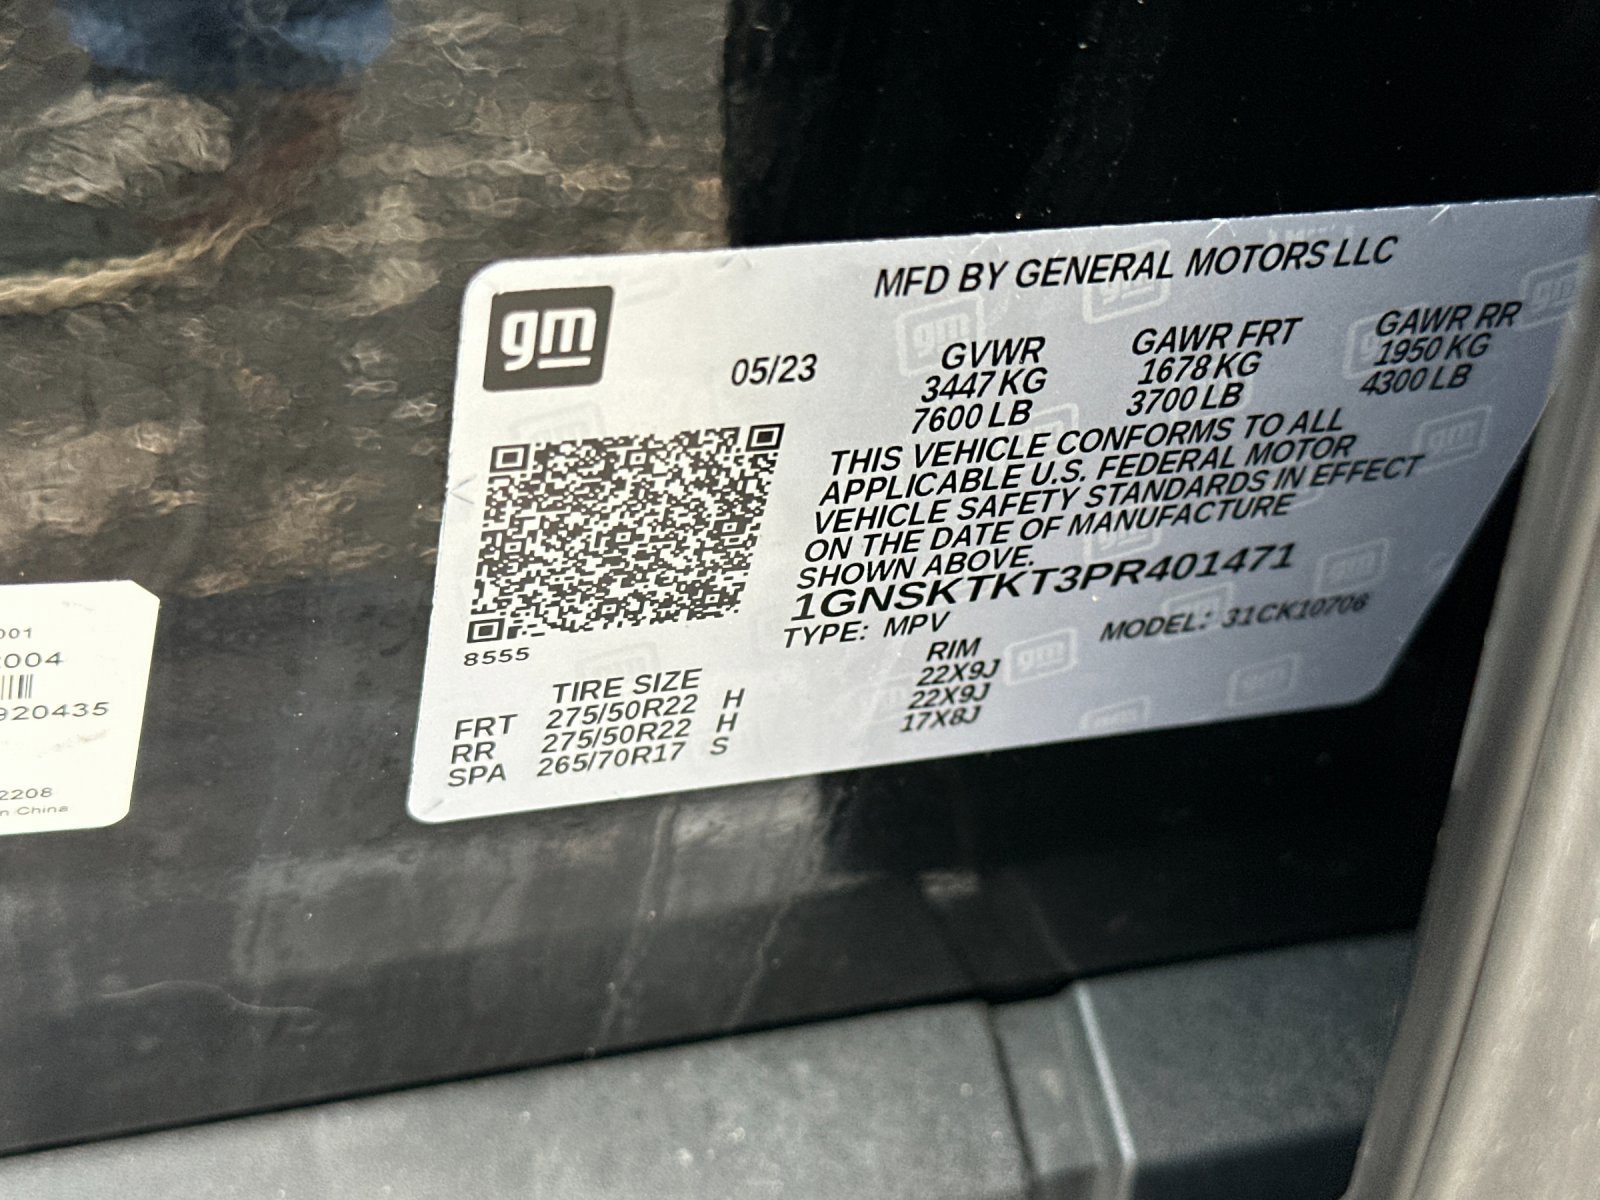 gm
MFD BY GENERAL MOTORS LLC
05/23
GVWR GAWR FRT GAWR RR
3447 KG 1678 KG 1950 KG
7600 LB 3700 LB 4300 LB
THIS VEHICLE CONFORMS TO ALL
APPLICABLE U.S. FEDERAL MOTOR
VEHICLE SAFETY STANDARDS IN EFFECT
ON THE DATE OF MANUFACTURE
SHOWN ABOVE.
1GNSKTKT3PR401471
TYPE: MPV MODEL: 31CK10706
8555
TIRE SIZE RIM
FRT 275/50R22 H 22X9J
RR 275/50R22 H 22X9J
SPA 265/70R17 S 17X8J
001
2004
920435
2208
n China